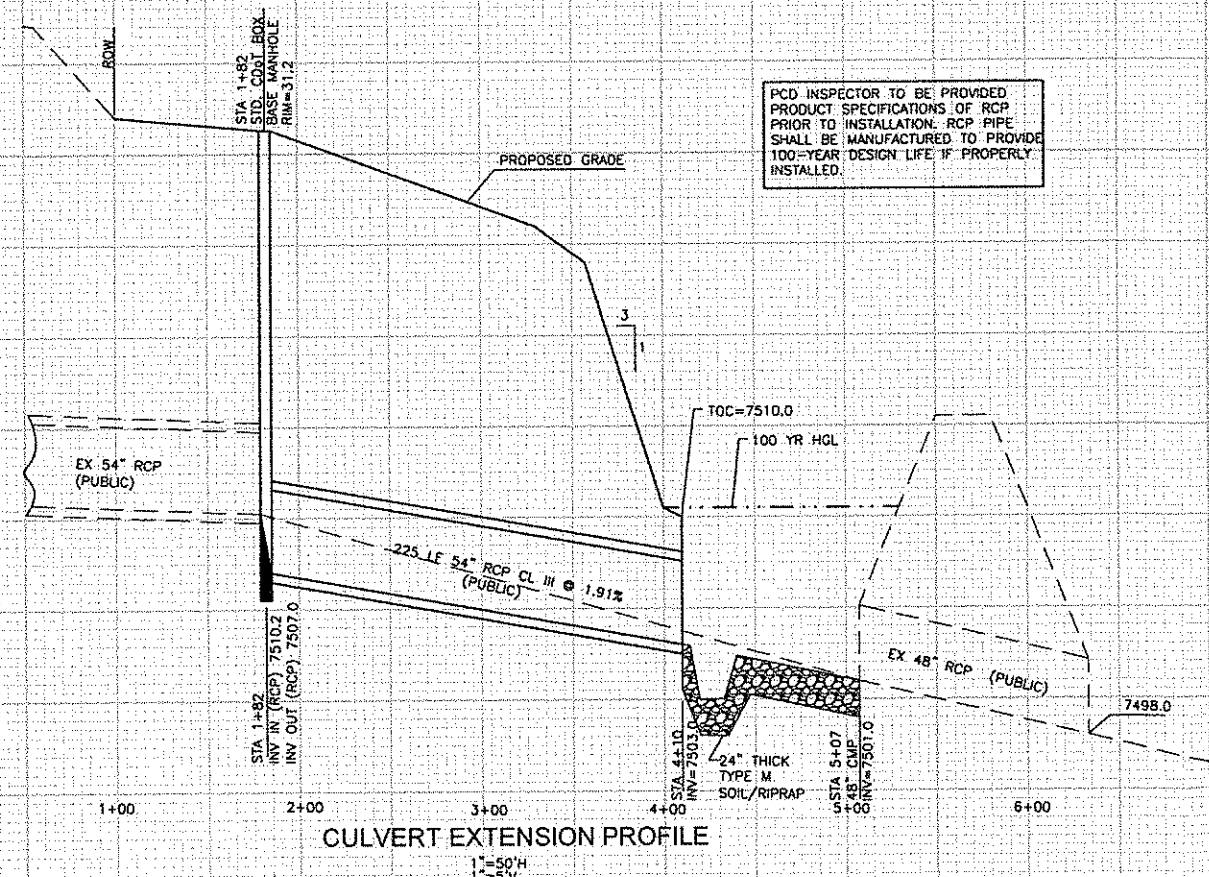 ROW
STA 1+82
STD. CDOT BOX
BASE MANHOLE
RIM=31.2
PCD INSPECTOR TO BE PROVIDED
PRODUCT SPECIFICATIONS OF RCP
PRIOR TO INSTALLATION. RCP PIPE
SHALL BE MANUFACTURED TO PROVIDE
100-YEAR DESIGN LIFE IF PROPERLY
INSTALLED.
PROPOSED GRADE
3
1
TOC=7510.0
100 YR HGL
EX 54" RCP
(PUBLIC)
225 LF 54" RCP CL III @ 1.91%
(PUBLIC)
EX 48" RCP (PUBLIC)
7498.0
STA 1+82
INV IN (RCP) 7510.2
INV OUT (RCP) 7507.0
STA 4+10
INV=7503.0
24" THICK
TYPE M
SOIL/RIPRAP
STA 5+07
48" CMP
INV=7501.0
1+00 2+00 3+00 4+00 5+00 6+00
CULVERT EXTENSION PROFILE
1"=50'H
1"=5'V